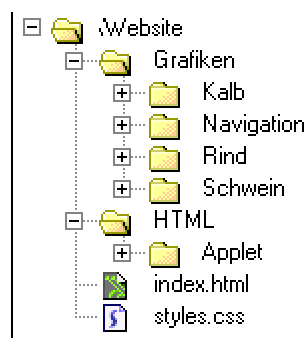 .\Website
Grafiken
Kalb
Navigation
Rind
Schwein
HTML
Applet
index.html
styles.css